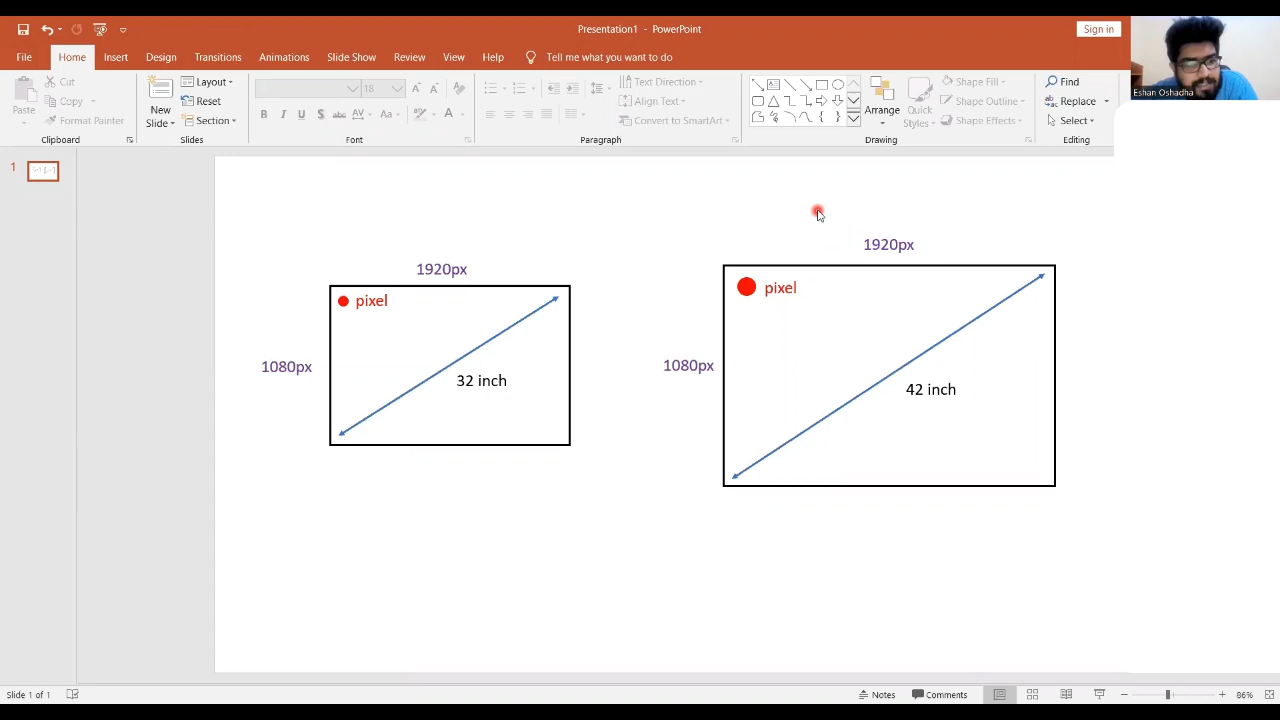 Presentation1 - PowerPoint
Sign in
File Home Insert Design Transitions Animations Slide Show Review View Help Tell me what you want to do
Eshan Oshadha
Paste
Cut
Copy
Format Painter
Clipboard
New
Slide
Layout
Reset
Section
Slides
18
B I U S abc AV Aa A
Font
Text Direction
Align Text
Convert to SmartArt
Paragraph
Arrange
Quick
Styles
Shape Fill
Shape Outline
Shape Effects
Drawing
Find
Replace
Select
Editing
1
1920px
pixel
1080px
32 inch
1920px
pixel
1080px
42 inch
Slide 1 of 1
Notes
Comments
86%